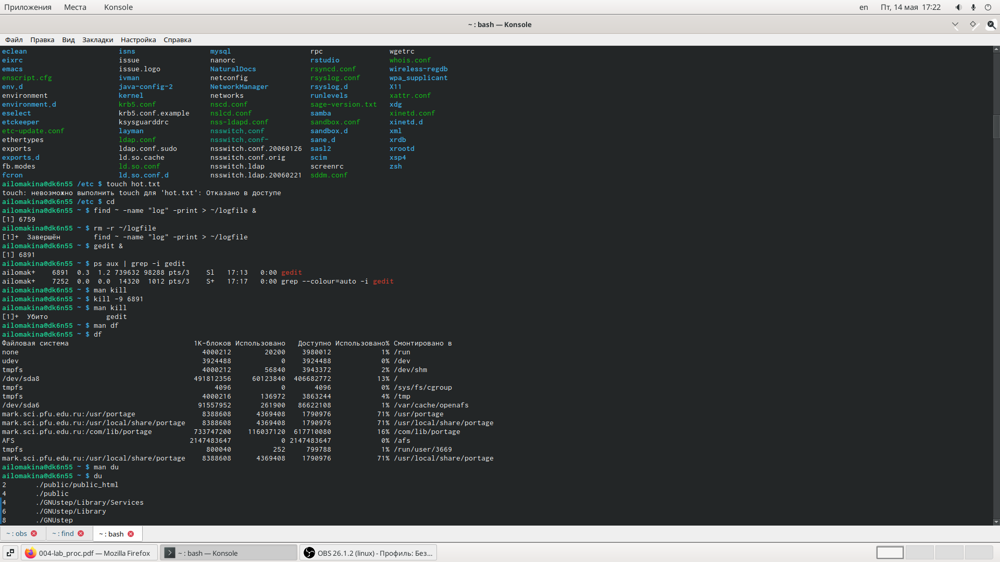 Приложения Места Konsole en Пт, 14 мая 17:22
~ : bash — Konsole
Файл Правка Вид Закладки Настройка Справка
eclean isns mysql rpc wgetrc
eixrc issue nanorc rstudio whois.conf
emacs issue.logo NaturalDocs rsyncd.conf wireless-regdb
enscript.cfg ivman netconfig rsyslog.conf wpa_supplicant
env.d java-config-2 NetworkManager rsyslog.d X11
environment kernel networks runlevels xattr.conf
environment.d krb5.conf nscd.conf sage-version.txt xdg
eselect krb5.conf.example nslcd.conf samba xinetd.conf
etckeeper ksysguarddrc nss-ldapd.conf sandbox.conf xinetd.d
etc-update.conf layman nsswitch.conf sandbox.d xml
ethertypes ldap.conf nsswitch.conf~ sane.d xrdb
exports ldap.conf.sudo nsswitch.conf.20060126 sasl2 xrootd
exports.d ld.so.cache nsswitch.conf.orig scim xsp4
fb.modes ld.so.conf nsswitch.ldap screenrc zsh
fcron ld.so.conf.d nsswitch.ldap.20060221 sddm.conf
ailomakina@dk6n55 /etc $ touch hot.txt
touch: невозможно выполнить touch для 'hot.txt': Отказано в доступе
ailomakina@dk6n55 /etc $ cd
ailomakina@dk6n55 ~ $ find ~ -name "log" -print > ~/logfile &
[1] 6759
ailomakina@dk6n55 ~ $ rm -r ~/logfile
[1]+ Завершён find ~ -name "log" -print > ~/logfile
ailomakina@dk6n55 ~ $ gedit &
[1] 6891
ailomakina@dk6n55 ~ $ ps aux | grep -i gedit
ailomak+ 6891 0.3 1.2 739632 98288 pts/3 Sl 17:13 0:00 gedit
ailomak+ 7252 0.0 0.0 14320 1012 pts/3 S+ 17:17 0:00 grep --colour=auto -i gedit
ailomakina@dk6n55 ~ $ man kill
ailomakina@dk6n55 ~ $ kill -9 6891
ailomakina@dk6n55 ~ $ man kill
[1]+ Убито gedit
ailomakina@dk6n55 ~ $ man df
ailomakina@dk6n55 ~ $ df
Файловая система 1K-блоков Использовано Доступно Использовано% Cмонтировано в
none 4000212 20200 3980012 1% /run
udev 3924488 0 3924488 0% /dev
tmpfs 4000212 56840 3943372 2% /dev/shm
/dev/sda8 491812356 60123840 406682772 13% /
tmpfs 4096 0 4096 0% /sys/fs/cgroup
tmpfs 4000216 136972 3863244 4% /tmp
/dev/sda6 91557952 261900 86622108 1% /var/cache/openafs
mark.sci.pfu.edu.ru:/usr/portage 8388608 4369408 1790976 71% /usr/portage
mark.sci.pfu.edu.ru:/usr/local/share/portage 8388608 4369408 1790976 71% /usr/local/share/portage
mark.sci.pfu.edu.ru:/com/lib/portage 733747200 116037120 617710080 16% /com/lib/portage
AFS 2147483647 0 2147483647 0% /afs
tmpfs 800040 252 799788 1% /run/user/3669
mark.sci.pfu.edu.ru:/usr/local/share/portage 8388608 4369408 1790976 71% /usr/local/share/portage
ailomakina@dk6n55 ~ $ man du
ailomakina@dk6n55 ~ $ du
2 ./public/public_html
4 ./public
4 ./GNUstep/Library/Services
6 ./GNUstep/Library
8 ./GNUstep
~ : obs ~ : find ~ : bash
004-lab_proc.pdf — Mozilla Firefox ~ : bash — Konsole OBS 26.1.2 (linux) - Профиль: Без...